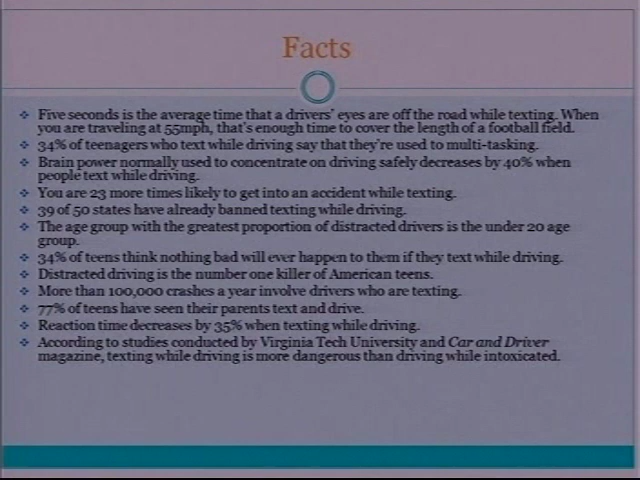 Facts
Five seconds is the average time that a drivers' eyes are off the road while texting. When
you are traveling at 55mph, that's enough time to cover the length of a football field.
34% of teenagers who text while driving say that they're used to multi-tasking.
Brain power normally used to concentrate on driving safely decreases by 40% when
people text while driving.
You are 23 more times likely to get into an accident while texting.
39 of 50 states have already banned texting while driving.
The age group with the greatest proportion of distracted drivers is the under 20 age
group.
34% of teens think nothing bad will ever happen to them if they text while driving.
Distracted driving is the number one killer of American teens.
More than 100,000 crashes a year involve drivers who are texting.
77% of teens have seen their parents text and drive.
Reaction time decreases by 35% when texting while driving.
According to studies conducted by Virginia Tech University and Car and Driver
magazine, texting while driving is more dangerous than driving while intoxicated.